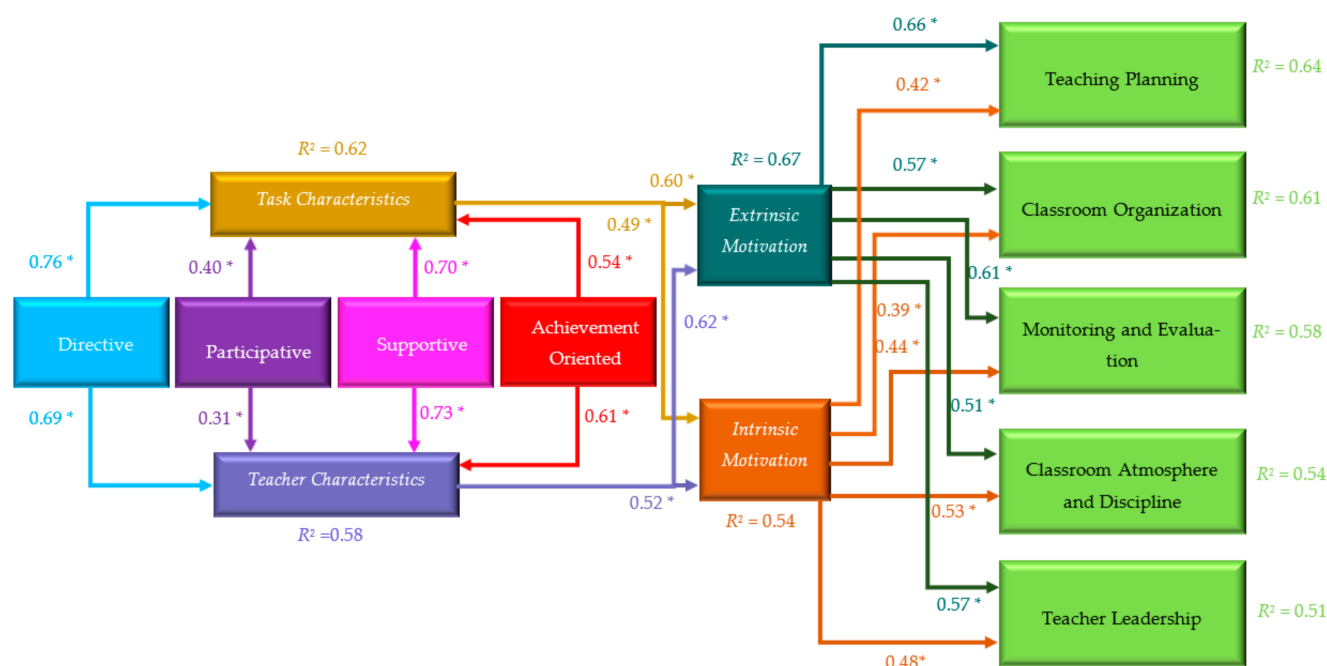 0.66 *
Teaching Planning
R² = 0.64
0.42 *
R² = 0.62
R² = 0.67
0.57 *
Task Characteristics
0.60 *
Extrinsic
Motivation
Classroom Organization
R² = 0.61
0.49 *
0.76 *
0.40 *
0.70 *
0.54 *
0.61 *
Directive
Participative
Supportive
Achievement
Oriented
0.62 *
0.39 *
0.44 *
Monitoring and Evalua-
tion
R² = 0.58
0.69 *
0.31 *
0.73 *
0.61 *
0.51 *
Intrinsic
Motivation
Teacher Characteristics
Classroom Atmosphere
and Discipline
R² = 0.54
0.52 *
0.53 *
R² =0.58
R² = 0.54
0.57 *
Teacher Leadership
R² = 0.51
0.48*